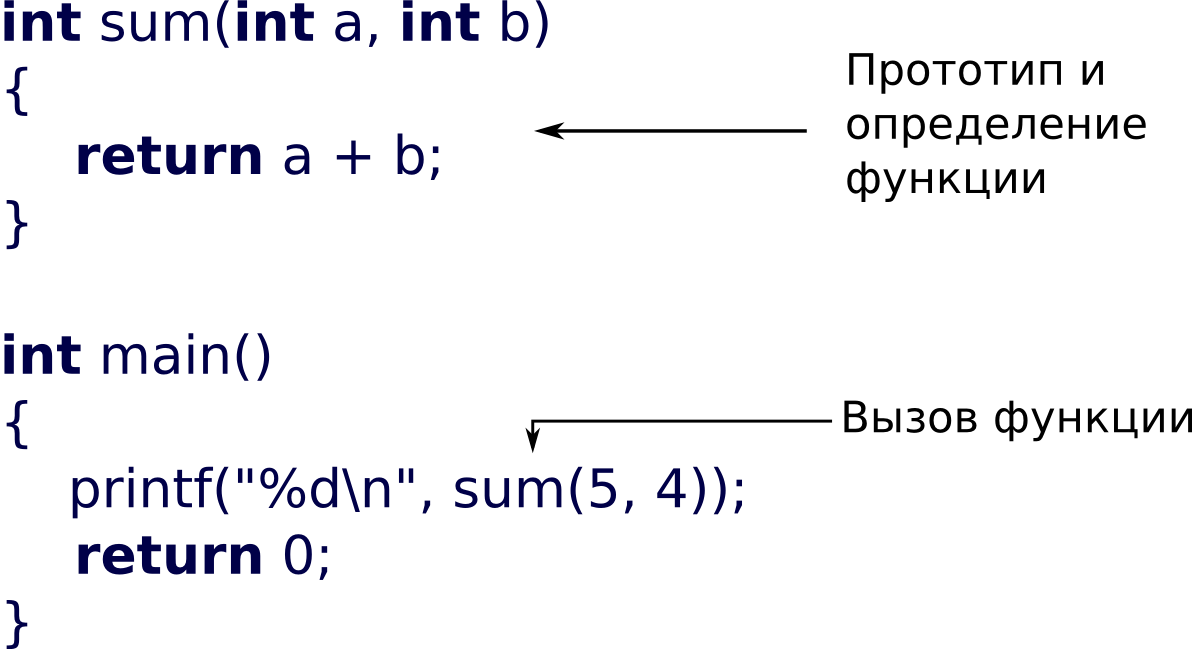 int sum(int a, int b)
{
return a + b;
}
Прототип и
определение
функции
int main()
{
Вызов функции
printf("%d\n", sum(5, 4));
return 0;
}